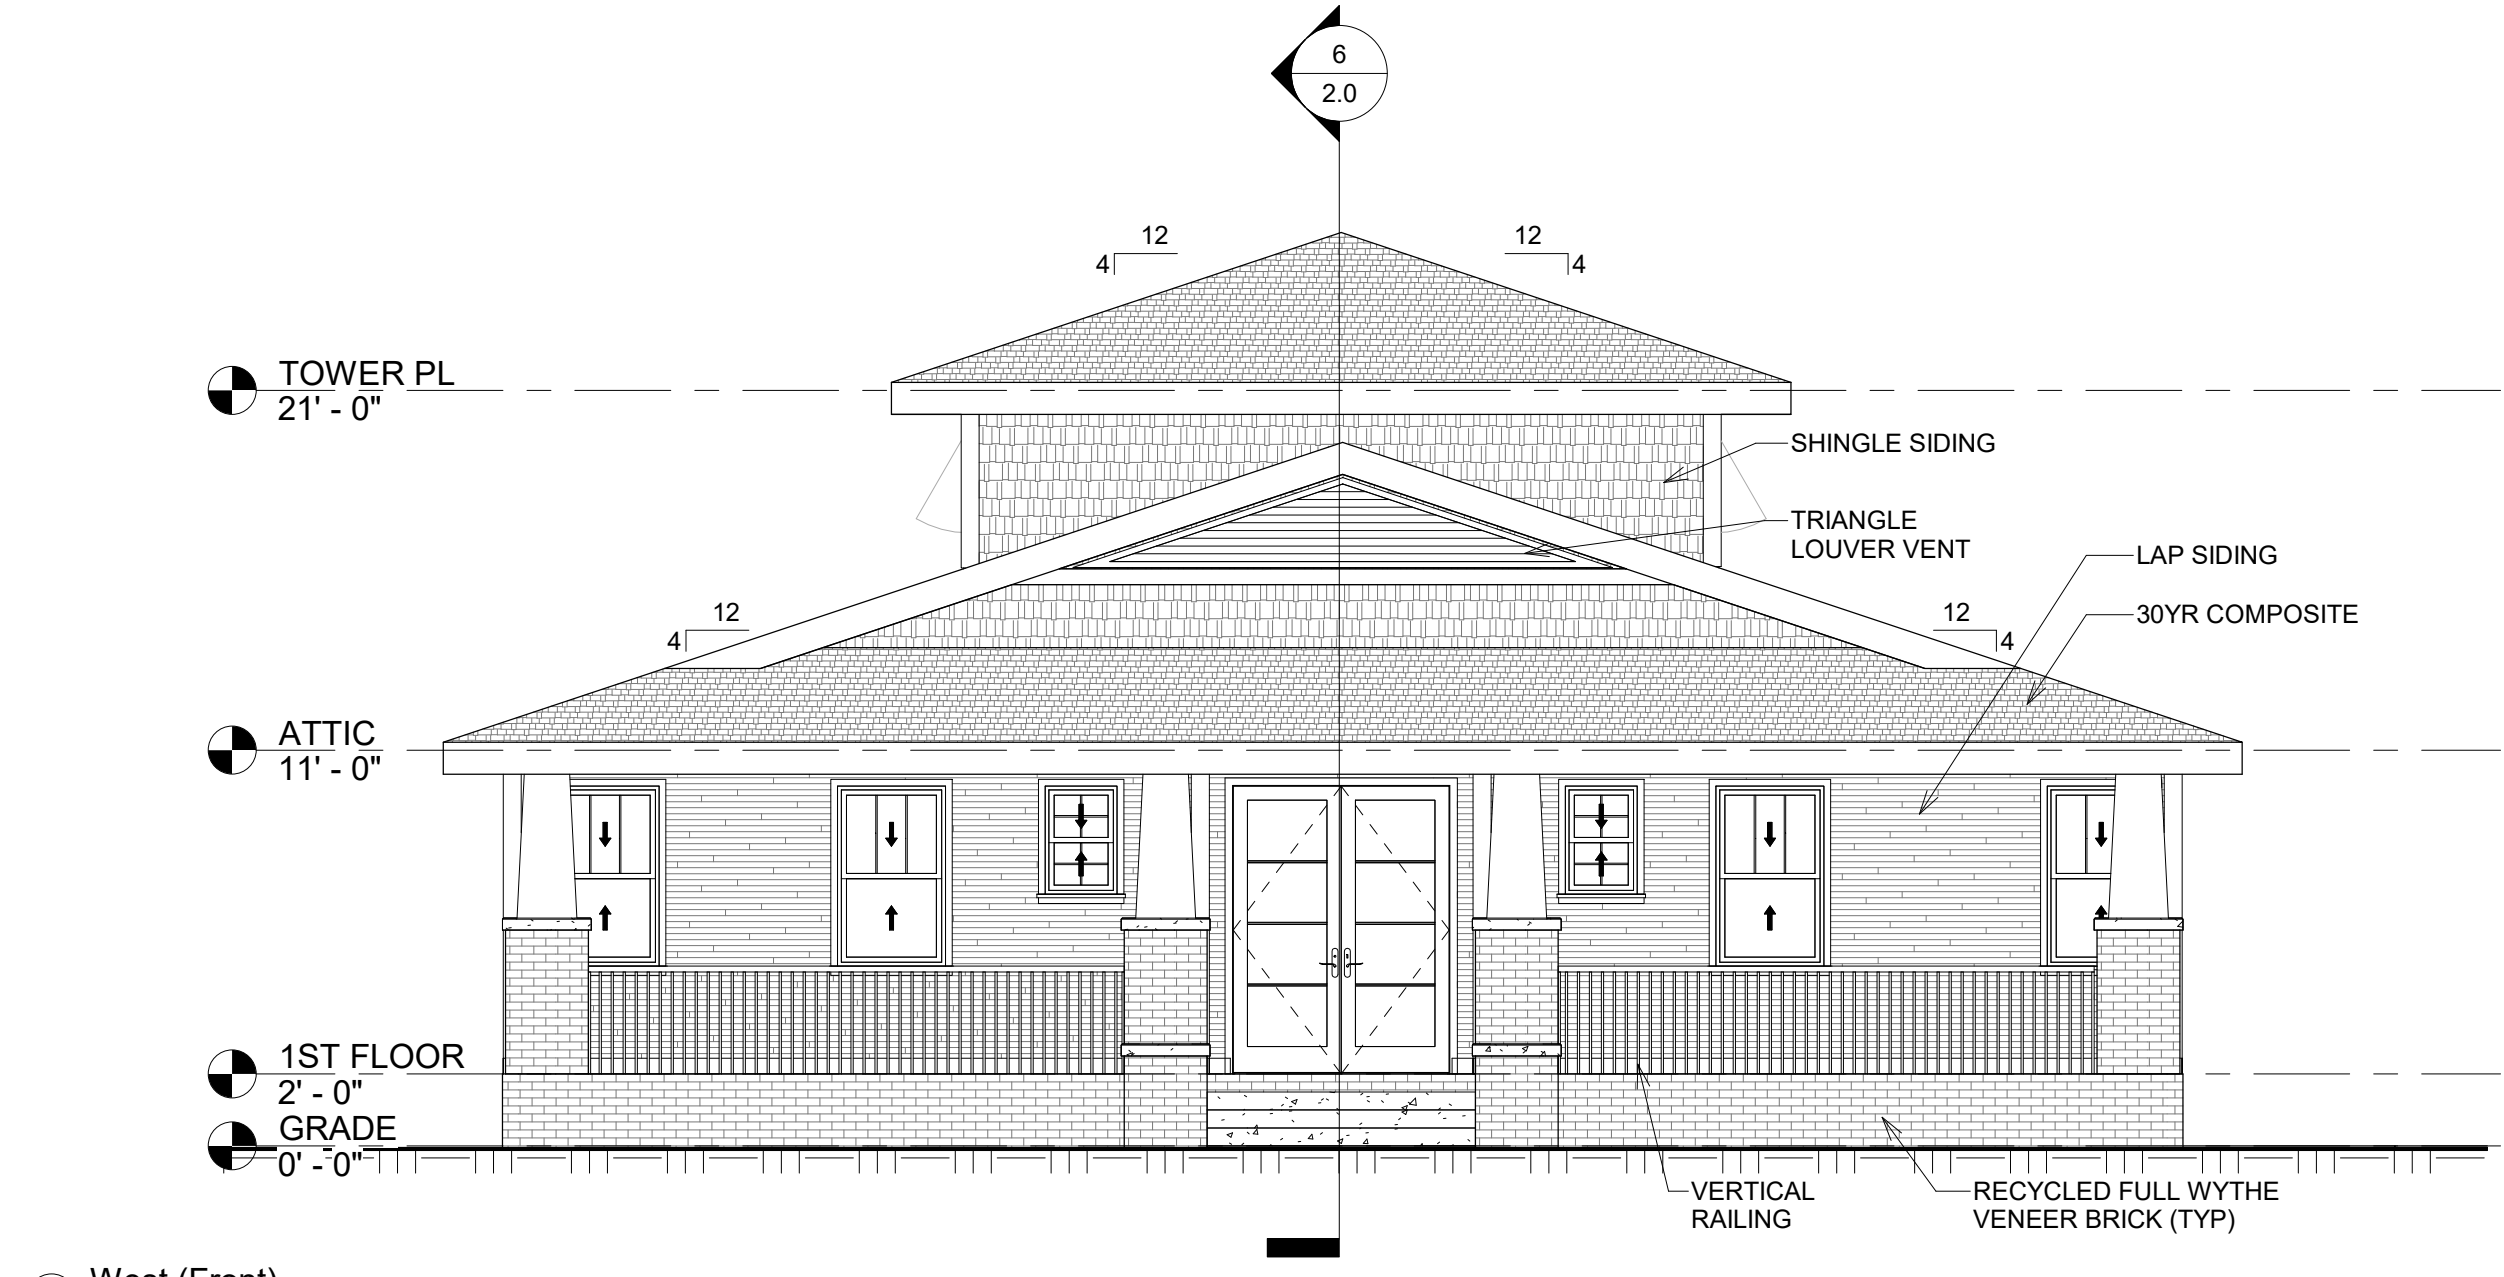 6
2.0
12
4
12
4
TOWER PL
21' - 0"
SHINGLE SIDING
TRIANGLE
LOUVER VENT
LAP SIDING
30YR COMPOSITE
12
4
12
4
ATTIC
11' - 0"
1ST FLOOR
2' - 0"
GRADE
0' - 0"
VERTICAL
RAILING
RECYCLED FULL WYTHE
VENEER BRICK (TYP)
West (Front)